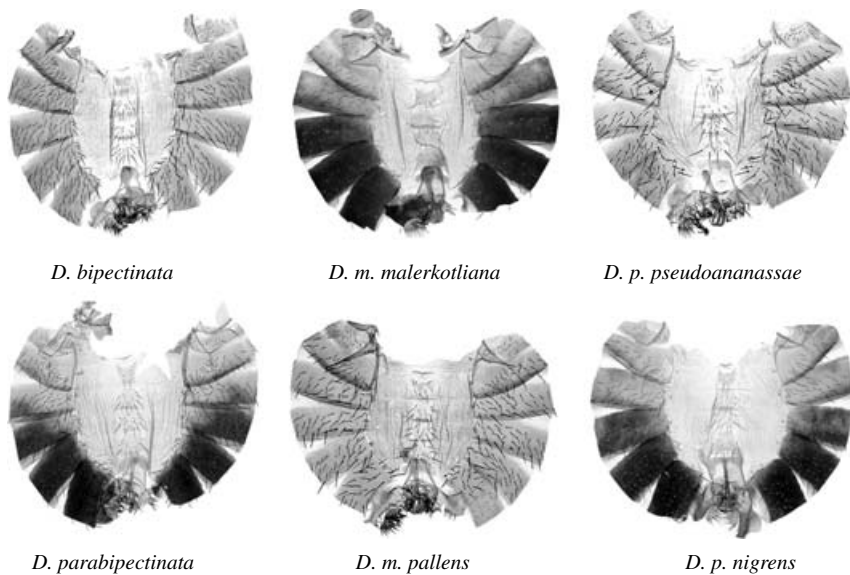 D. bipectinata
D. m. malerkotliana
D. p. pseudoananassae
D. parabipectinata
D. m. pallens
D. p. nigrens